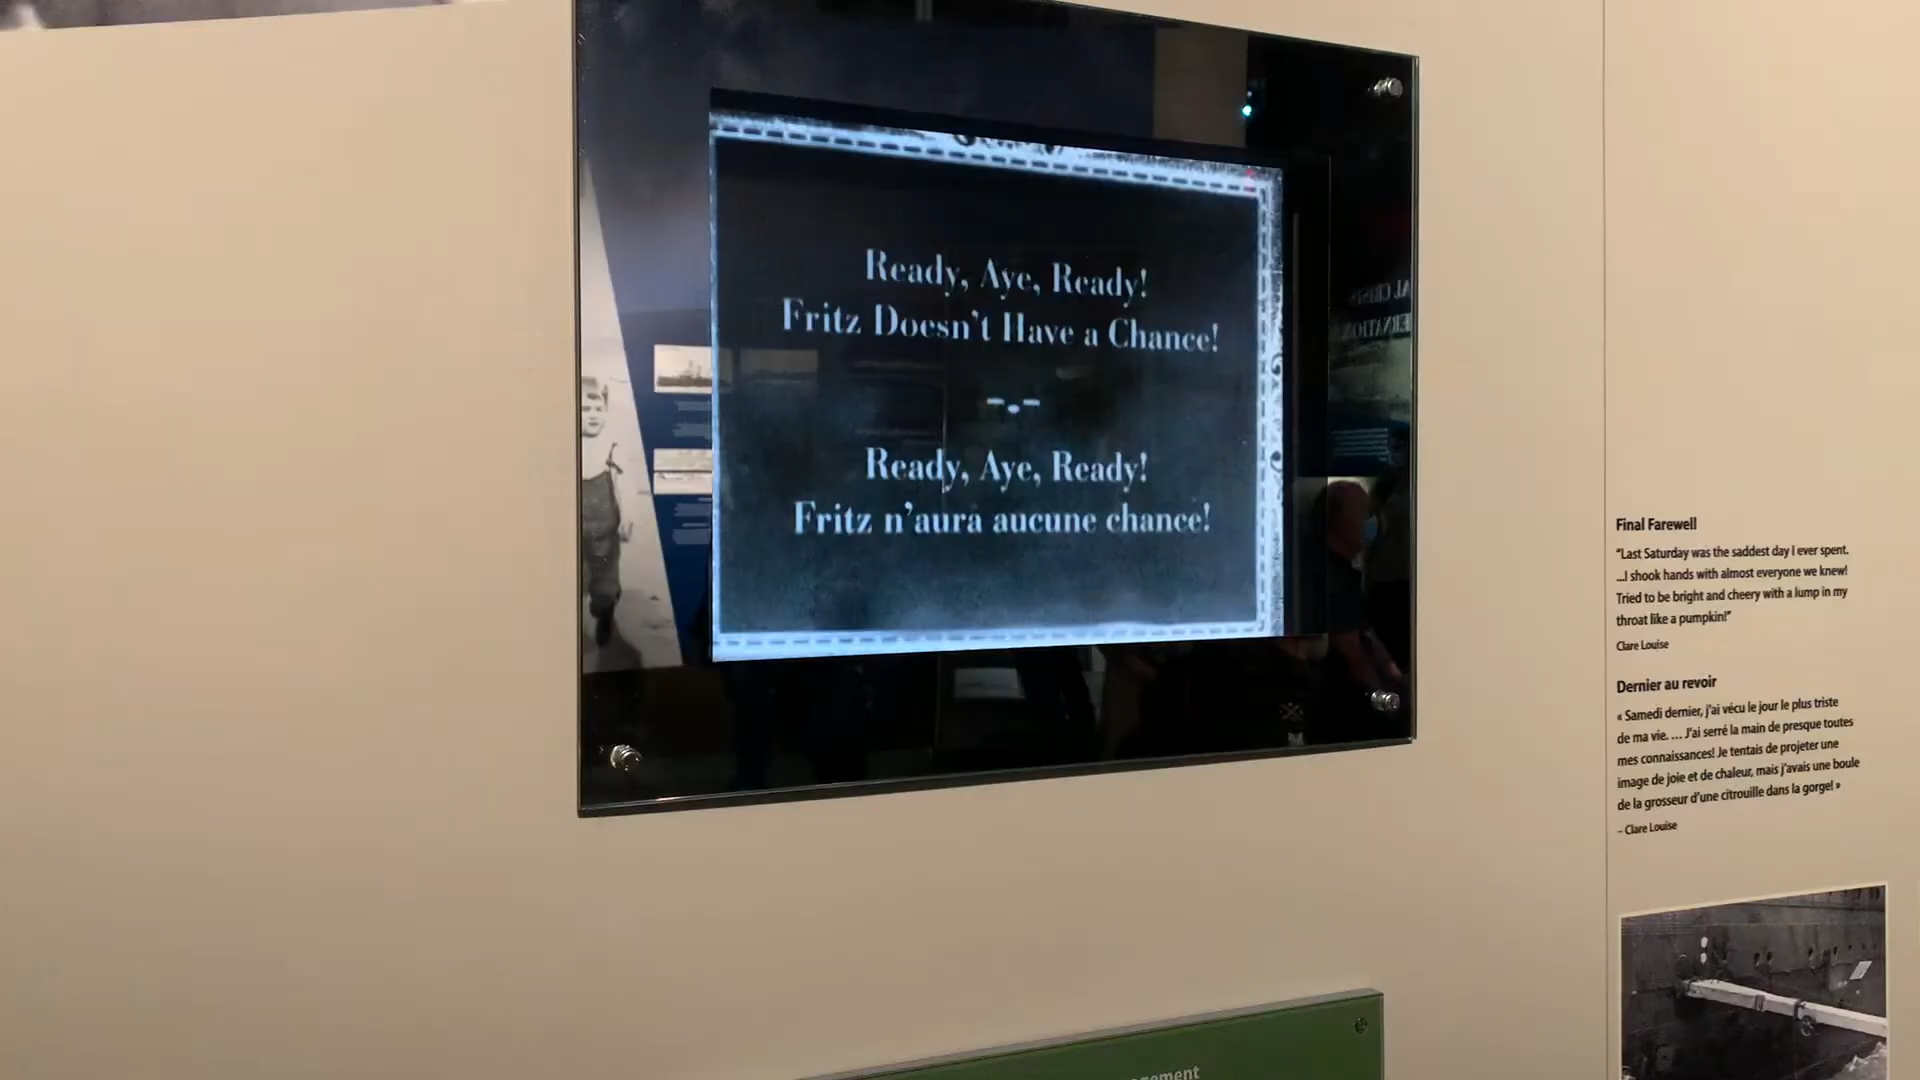 Ready, Aye, Ready!
Fritz Doesn't Have a Chance!
-.-
Ready, Aye, Ready!
Fritz n'aura aucune chance!
Final Farewell
“Last Saturday was the saddest day I ever spent.
...I shook hands with almost everyone we knew!
Tried to be bright and cheery with a lump in my
throat like a pumpkin!”
Clare Louise
Dernier au revoir
« Samedi dernier, j'ai vécu le jour le plus triste
de ma vie. ... J'ai serré la main de presque toutes
mes connaissances! Je tentais de projeter une
image de joie et de chaleur, mais j'avais une boule
de la grosseur d'une citrouille dans la gorge! »
– Clare Louise